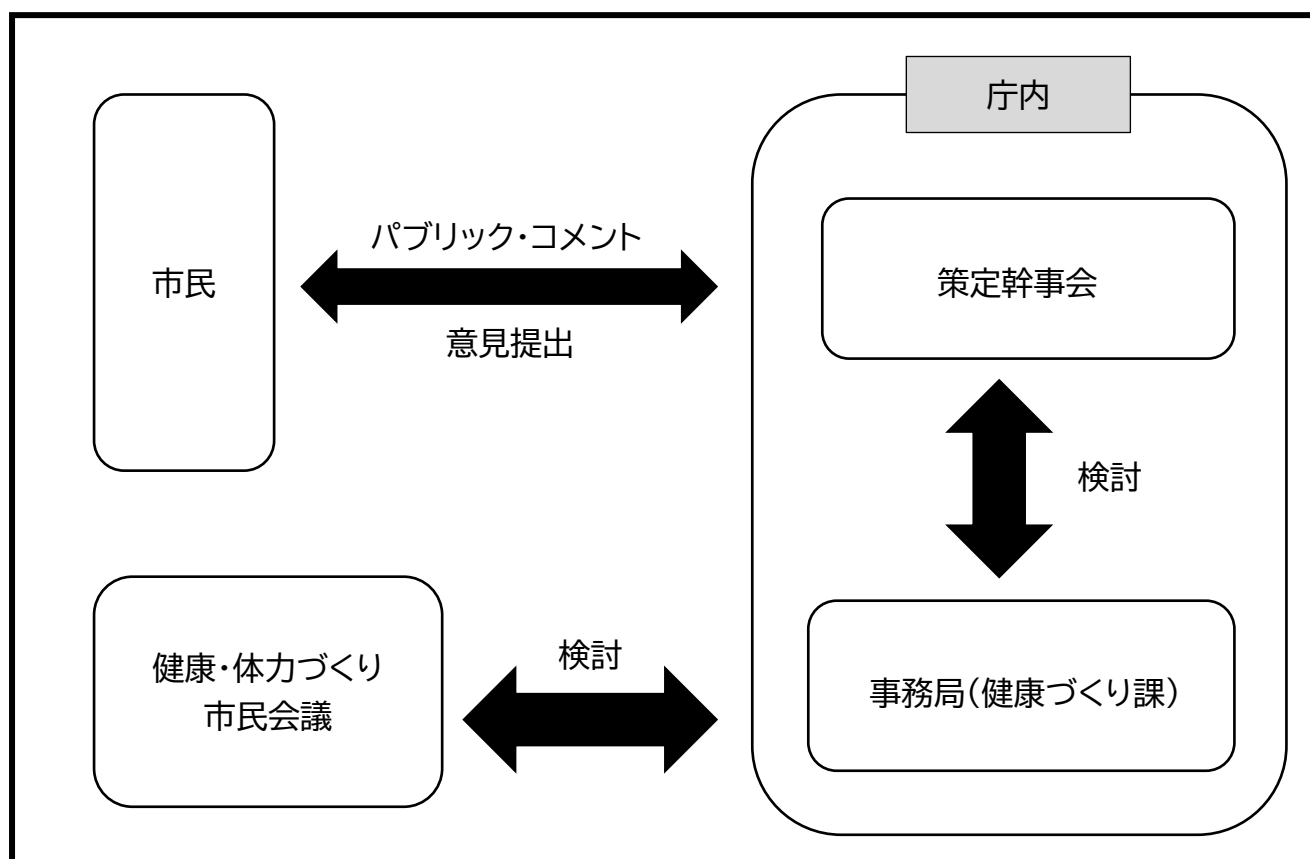 庁内
市民
パブリック・コメント
意見提出
策定幹事会
検討
健康・体力づくり
市民会議
検討
事務局(健康づくり課)